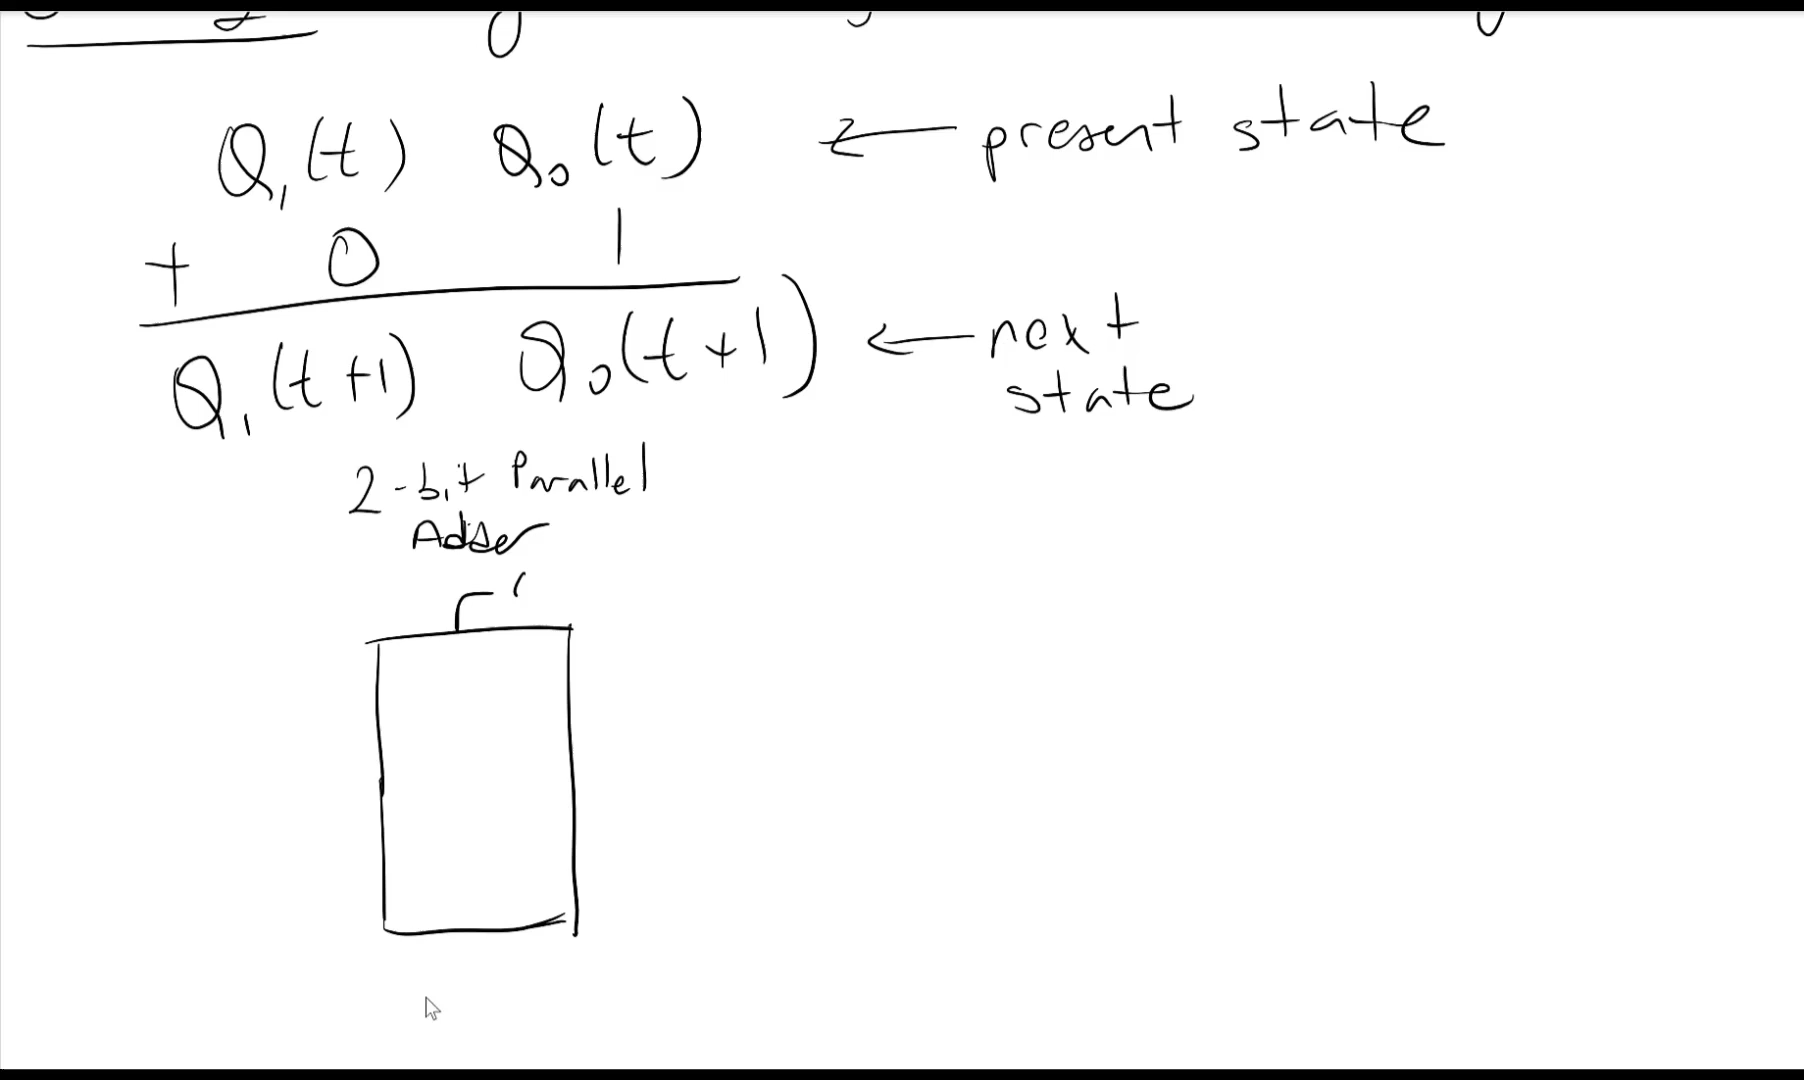 Q₁(t) Q₀(t) ← present state
+ 0 1
Q₁(t+1) Q₀(t+1) ← next
state
2-bit Parallel
Adder